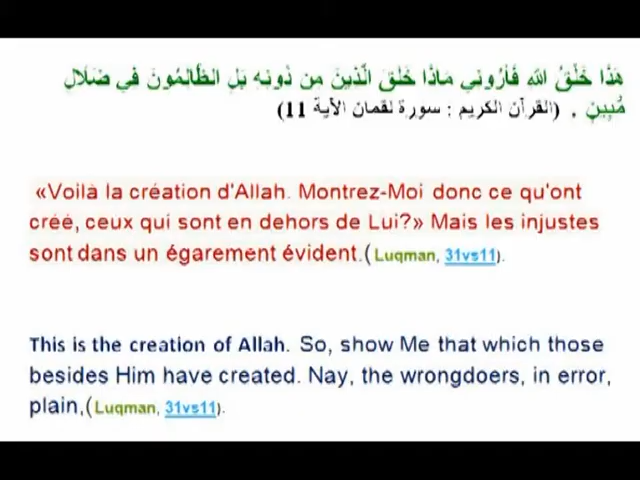 هَٰذَا خَلْقُ اللَّهِ فَأَرُونِي مَاذَا خَلَقَ الَّذِينَ مِن دُونِهِ بَلِ الظَّالِمُونَ فِي ضَلَالٍ
مُّبِينٍ . (القرآن الكريم : سورة لقمان الآية 11)
«Voilà la création d'Allah. Montrez-Moi donc ce qu'ont
créé, ceux qui sont en dehors de Lui?» Mais les injustes
sont dans un égarement évident.(Luqman, 31vs11).
This is the creation of Allah. So, show Me that which those
besides Him have created. Nay, the wrongdoers, in error,
plain,(Luqman, 31vs11).